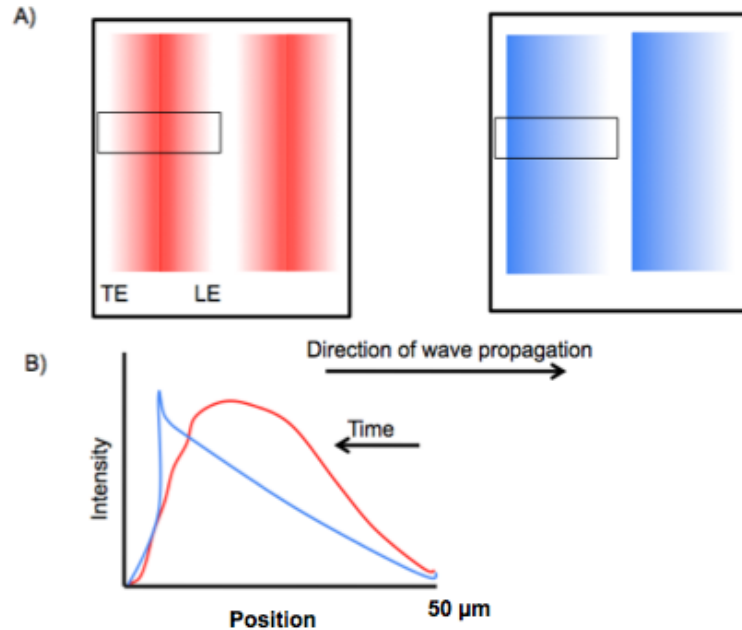 A)
TE LE
Direction of wave propagation
B)
Time
Intensity
Position
50 µm